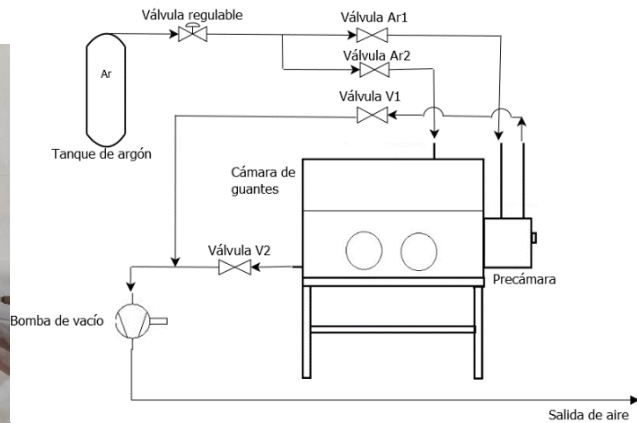 Válvula regulable
Válvula Ar1
Ar
Válvula Ar2
Válvula V1
Tanque de argón
Cámara de
guantes
Válvula V2
Precámara
Bomba de vacío
Salida de aire